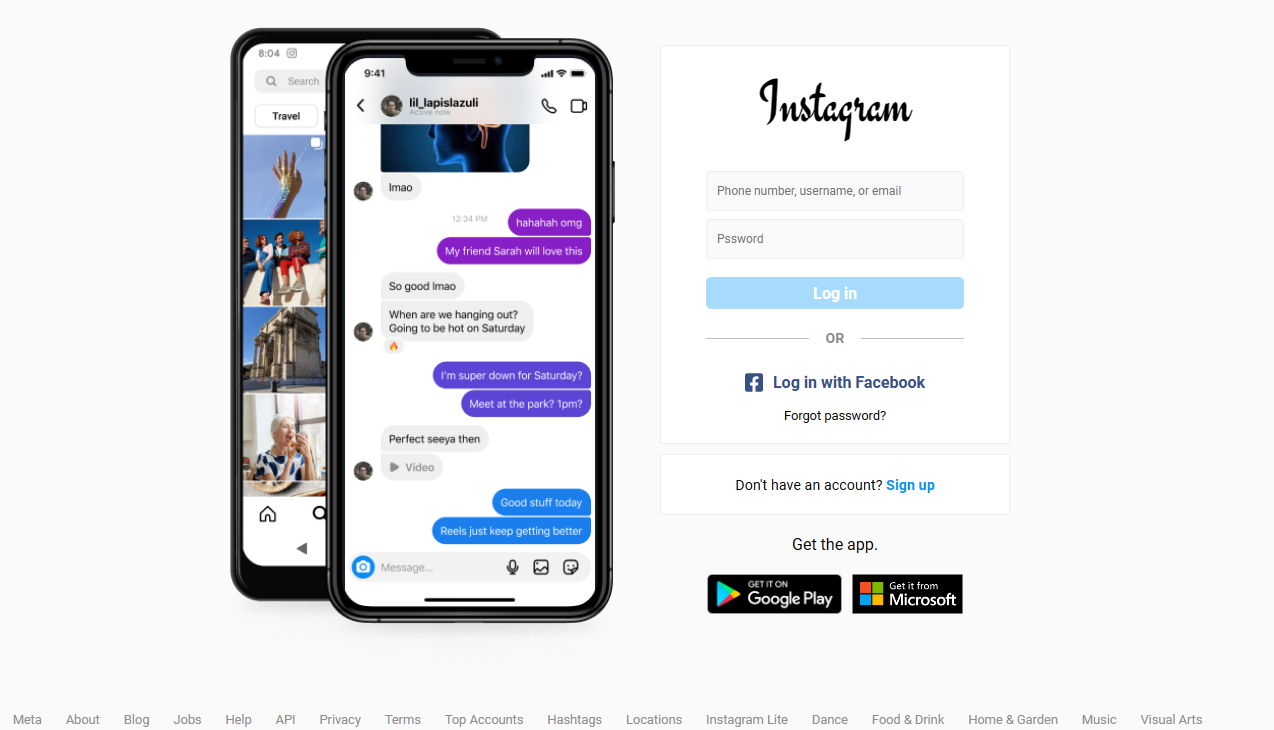 8:04
Search
Travel
9:41
lil_lapislazuli
Active now
lmao
12:34 PM
hahahah omg
My friend Sarah will love this
So good lmao
When are we hanging out?
Going to be hot on Saturday
I'm super down for Saturday?
Meet at the park? 1pm?
Perfect seeya then
Video
Good stuff today
Reels just keep getting better
Message...
Instagram
Phone number, username, or email
Pssword
Log in
OR
Log in with Facebook
Forgot password?
Don't have an account? Sign up
Get the app.
GET IT ON
Google Play
Get it from
Microsoft
Meta About Blog Jobs Help API Privacy Terms Top Accounts Hashtags Locations Instagram Lite Dance Food & Drink Home & Garden Music Visual Arts